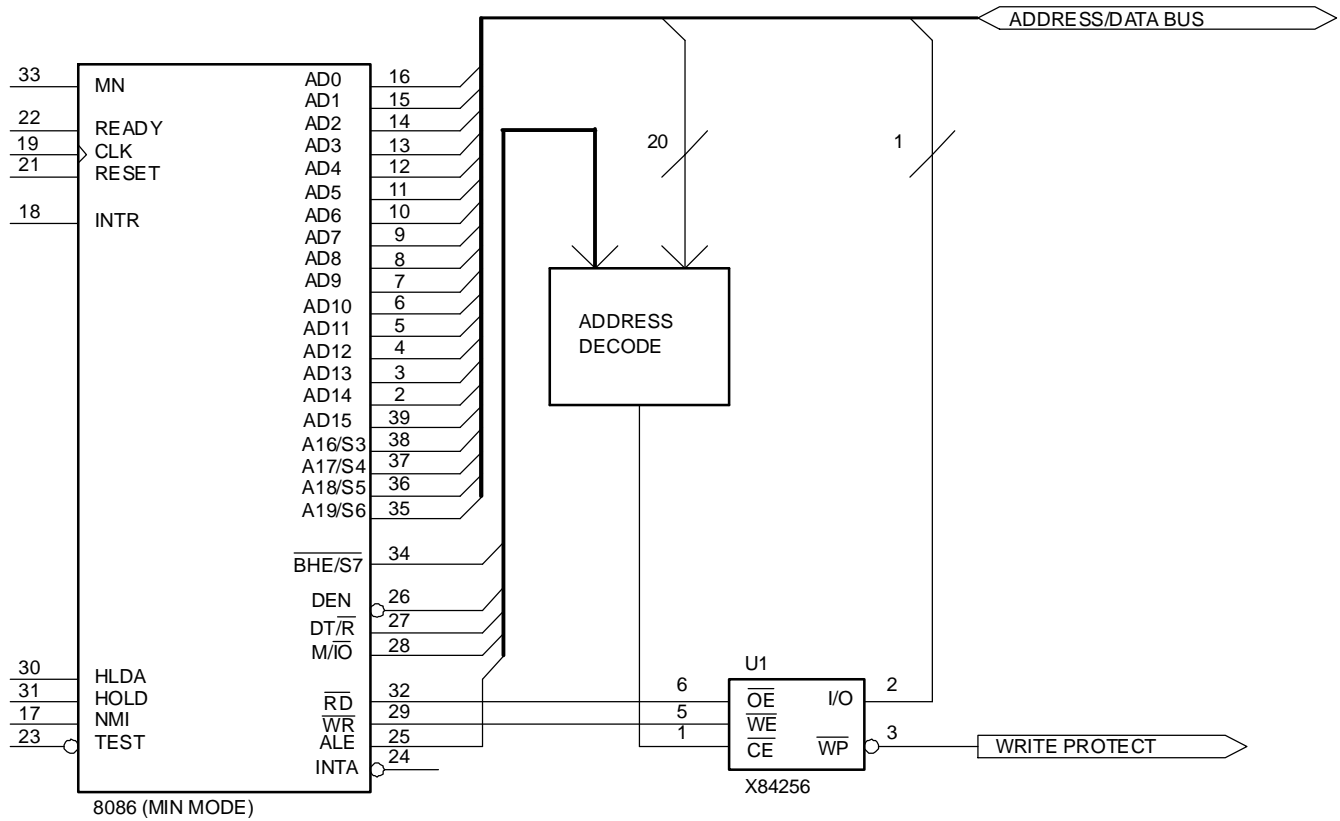 ADDRESS/DATA BUS
33 MN
22 READY
19 CLK
21 RESET
18 INTR
30 HLDA
31 HOLD
17 NMI
23 TEST
AD0 16
AD1 15
AD2 14
AD3 13
AD4 12
AD5 11
AD6 10
AD7 9
AD8 8
AD9 7
AD10 6
AD11 5
AD12 4
AD13 3
AD14 2
AD15 39
A16/S3 38
A17/S4 37
A18/S5 36
A19/S6 35
BHE/S7 34
DEN 26
DT/R 27
M/IO 28
RD 32
WR 29
ALE 25
INTA 24
8086 (MIN MODE)
20
1
ADDRESS
DECODE
U1
6 OE I/O 2
5 WE
1 CE WP 3
X84256
WRITE PROTECT